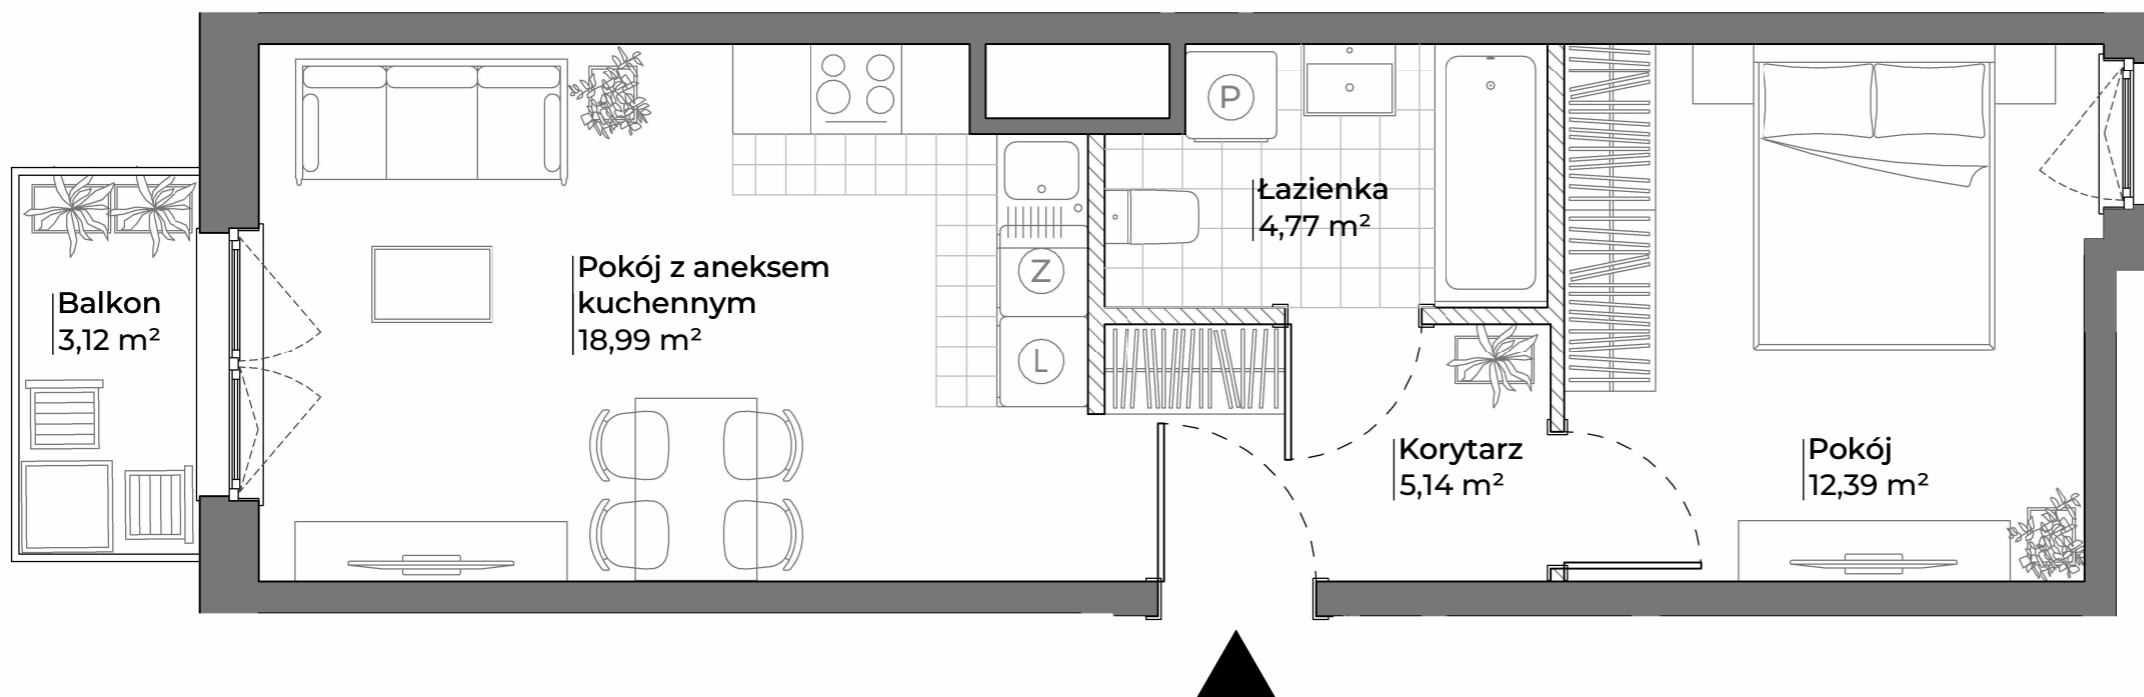 Balkon
3,12 m²
Pokój z aneksem
kuchennym
18,99 m²
Z
L
P
Łazienka
4,77 m²
Korytarz
5,14 m²
Pokój
12,39 m²